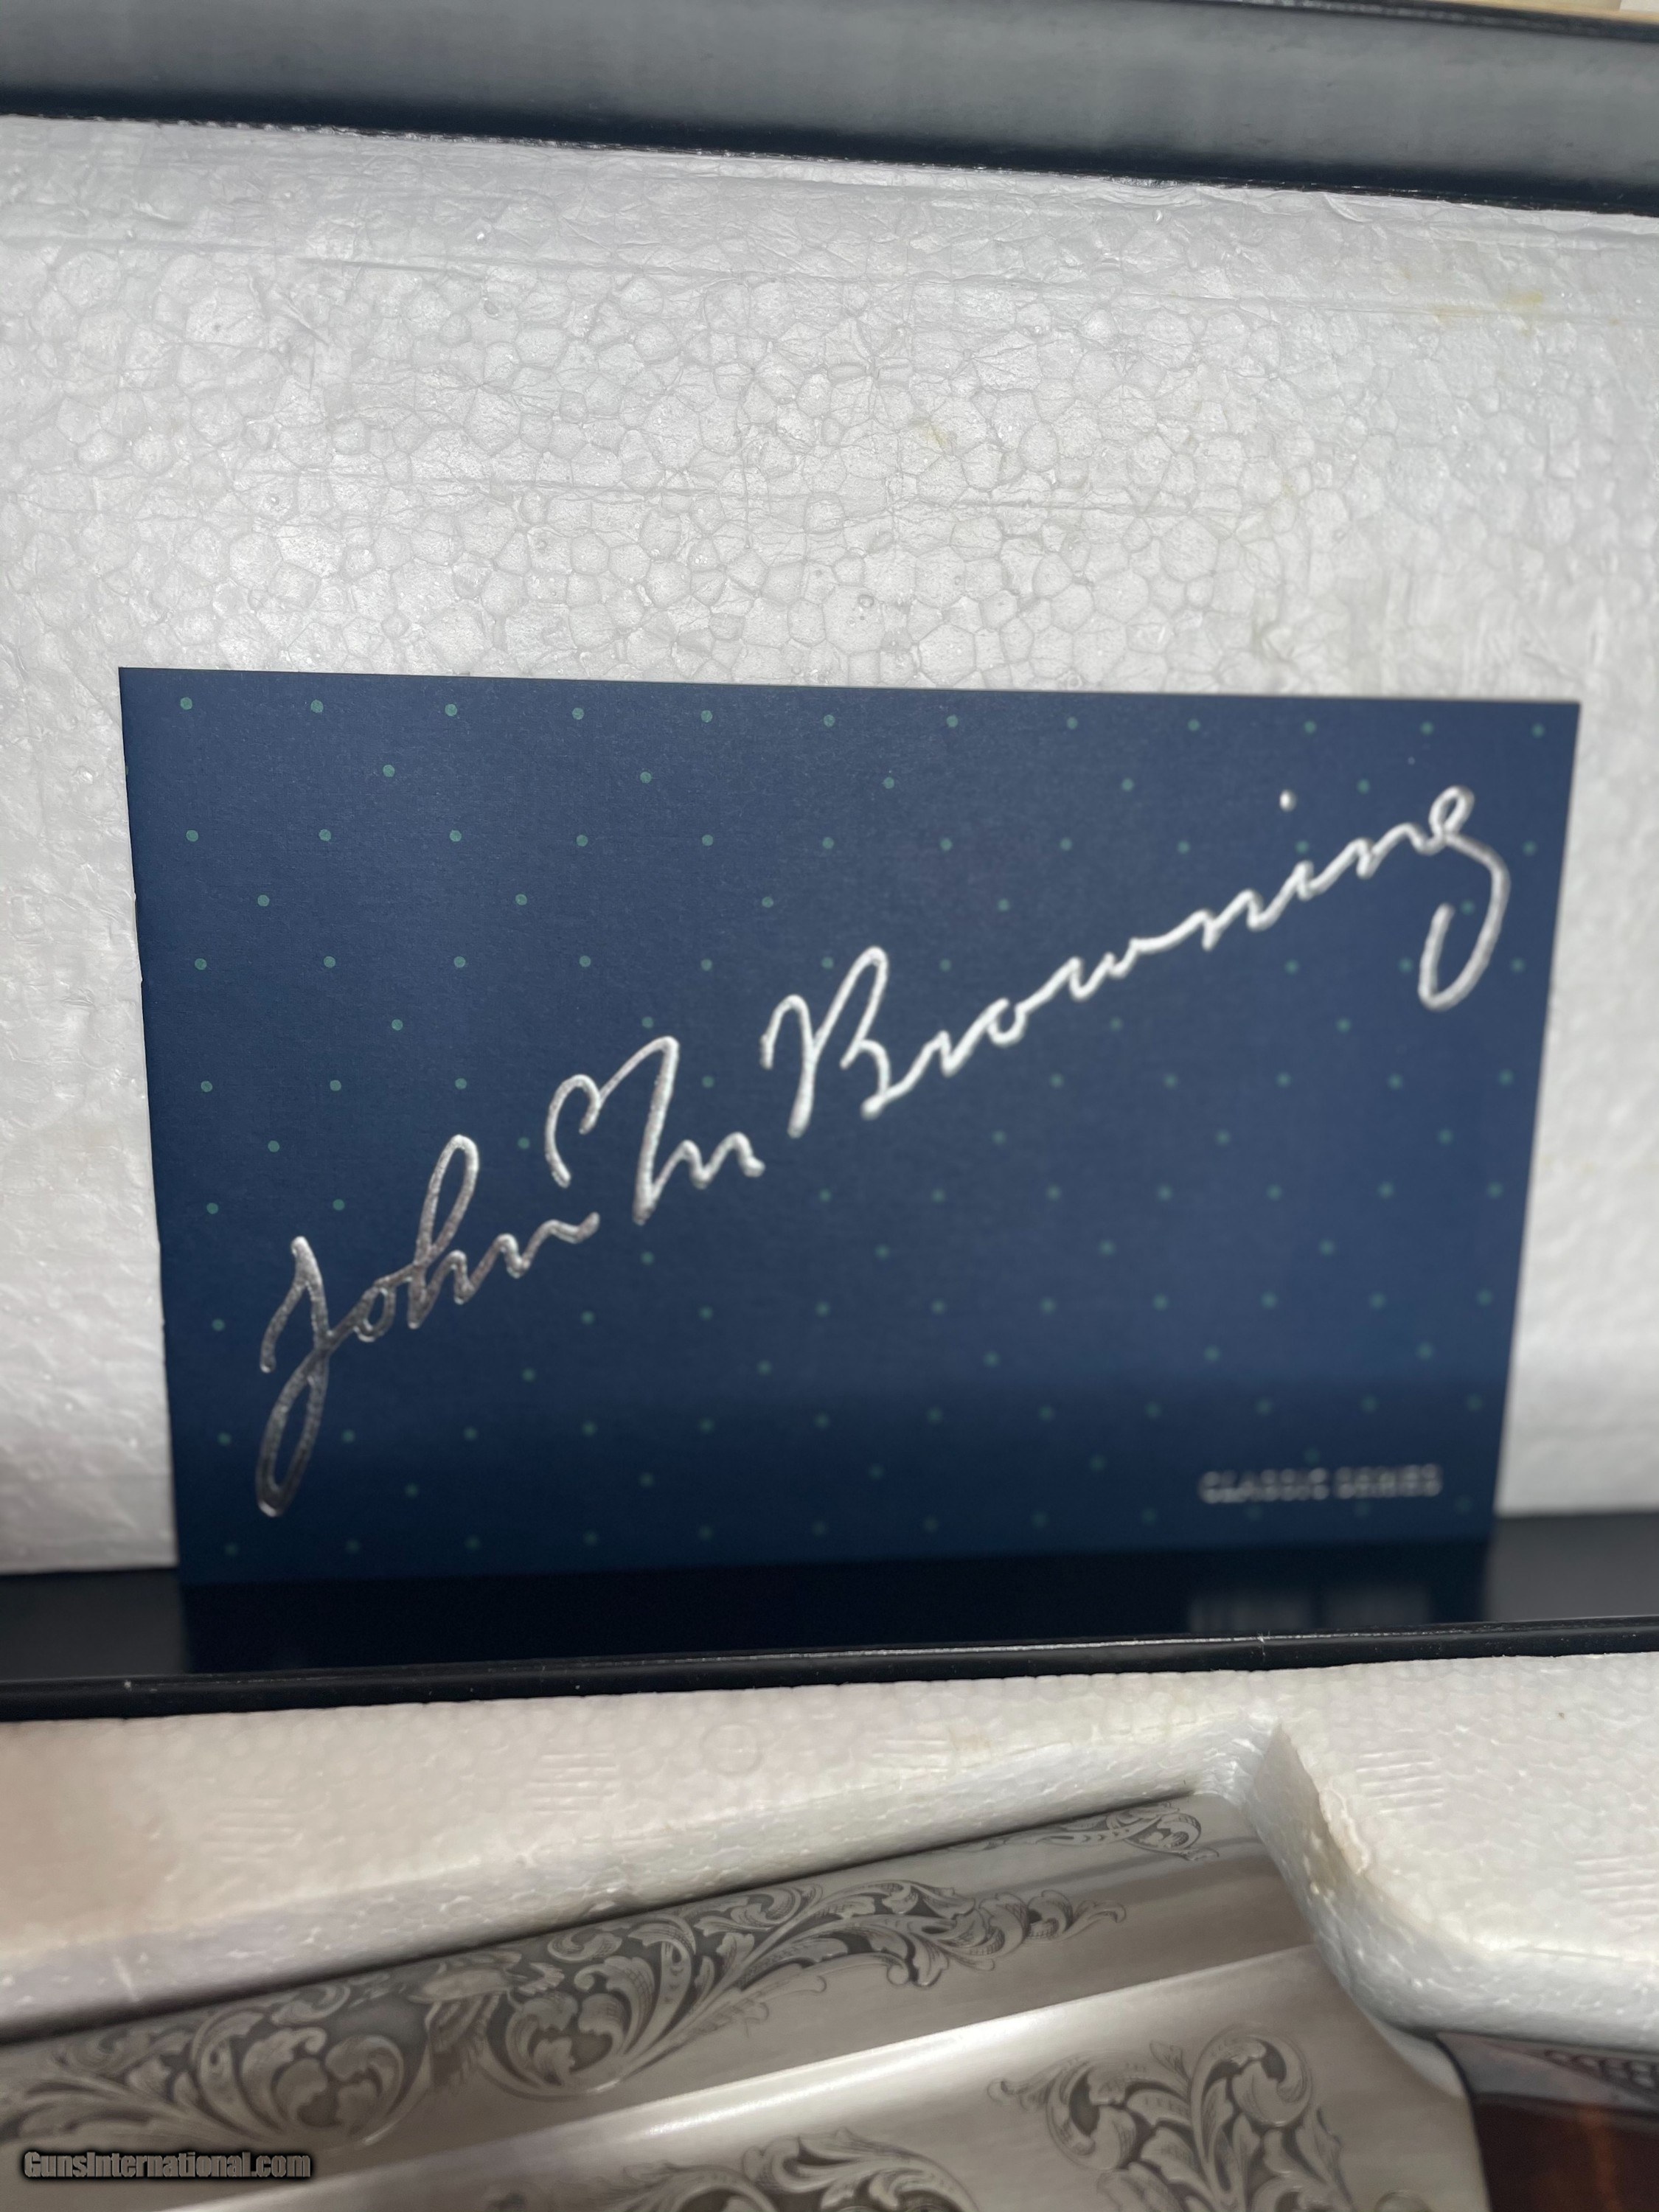 John M Browning
CLASSIC SERIES
GunsInternational.com